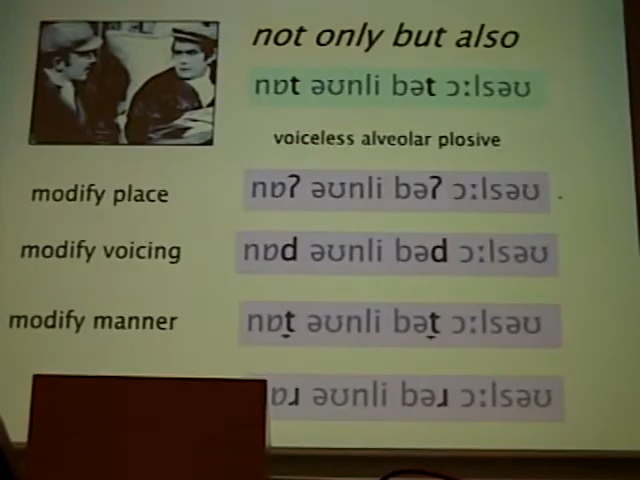 not only but also
nɒt əʊnli bət ɔːlsəʊ
voiceless alveolar plosive
modify place nɒʔ əʊnli bəʔ ɔːlsəʊ
modify voicing nɒd əʊnli bəd ɔːlsəʊ
modify manner nɒt̞ əʊnli bət̞ ɔːlsəʊ
ɒɹ əʊnli bəɹ ɔːlsəʊ